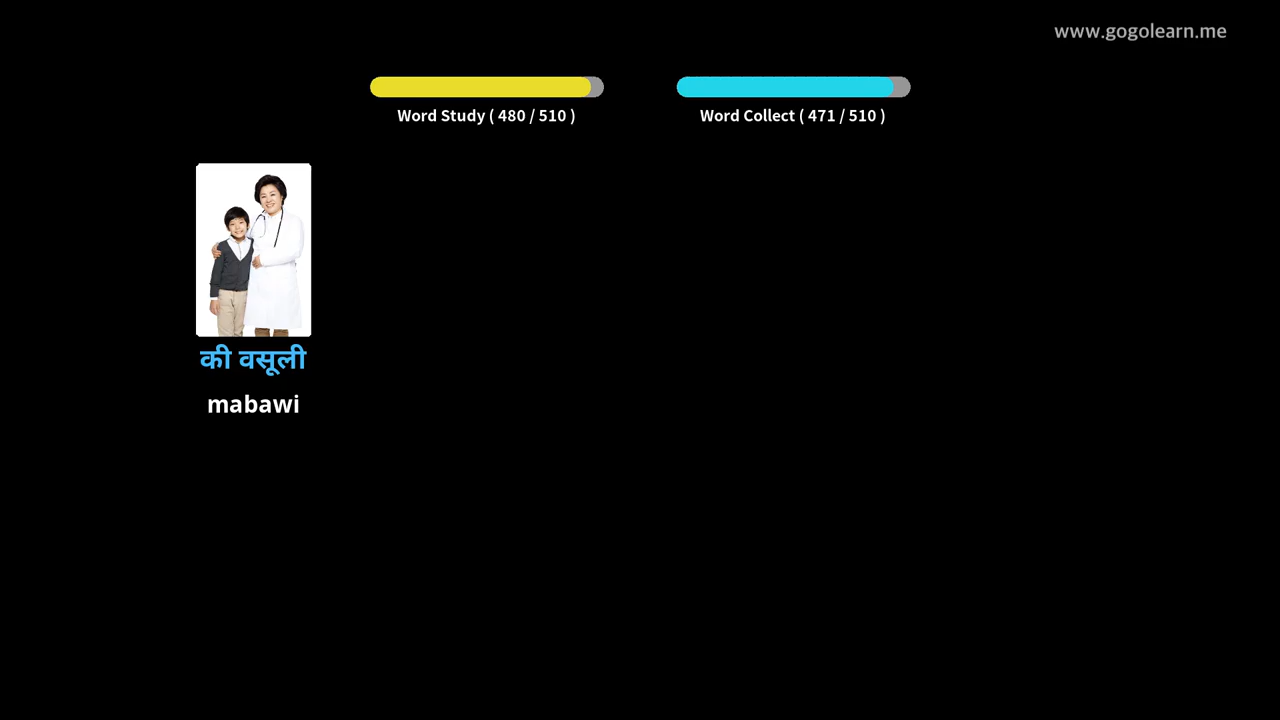 www.gogolearn.me
Word Study ( 480 / 510 )
Word Collect ( 471 / 510 )
की वसूली
mabawi